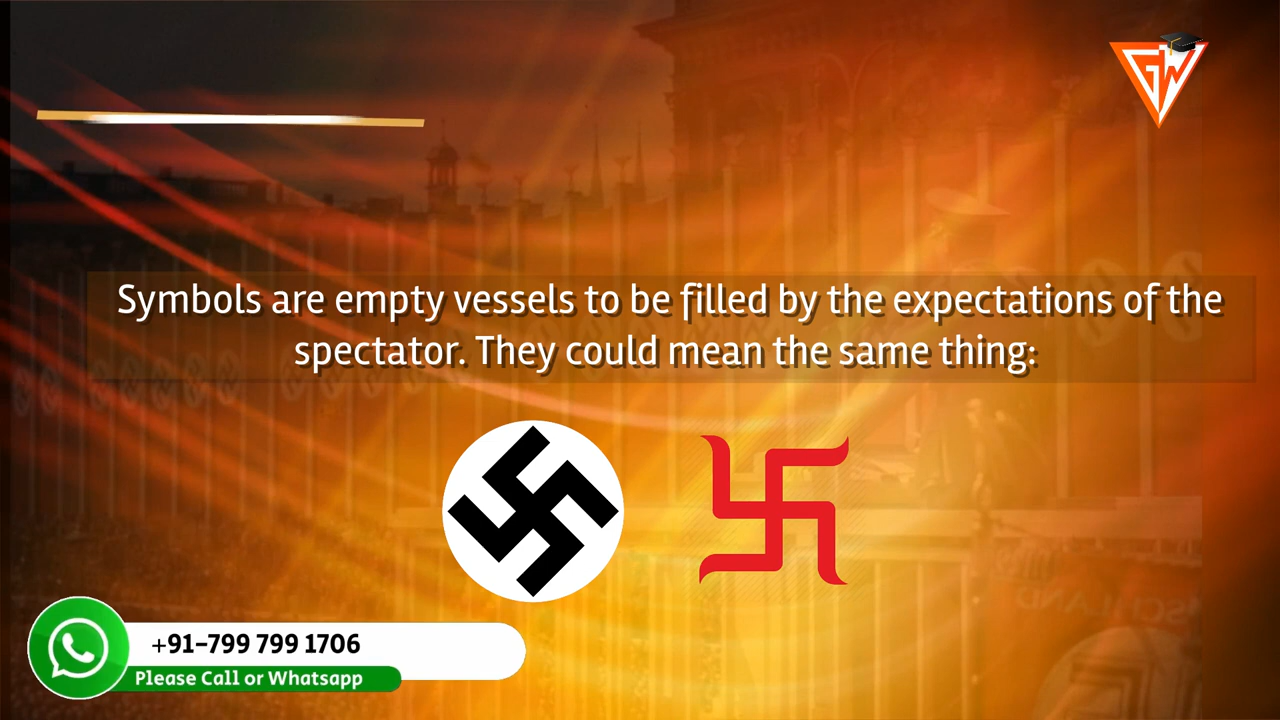 GW
Symbols are empty vessels to be filled by the expectations of the
spectator. They could mean the same thing:
+91-799 799 1706
Please Call or Whatsapp